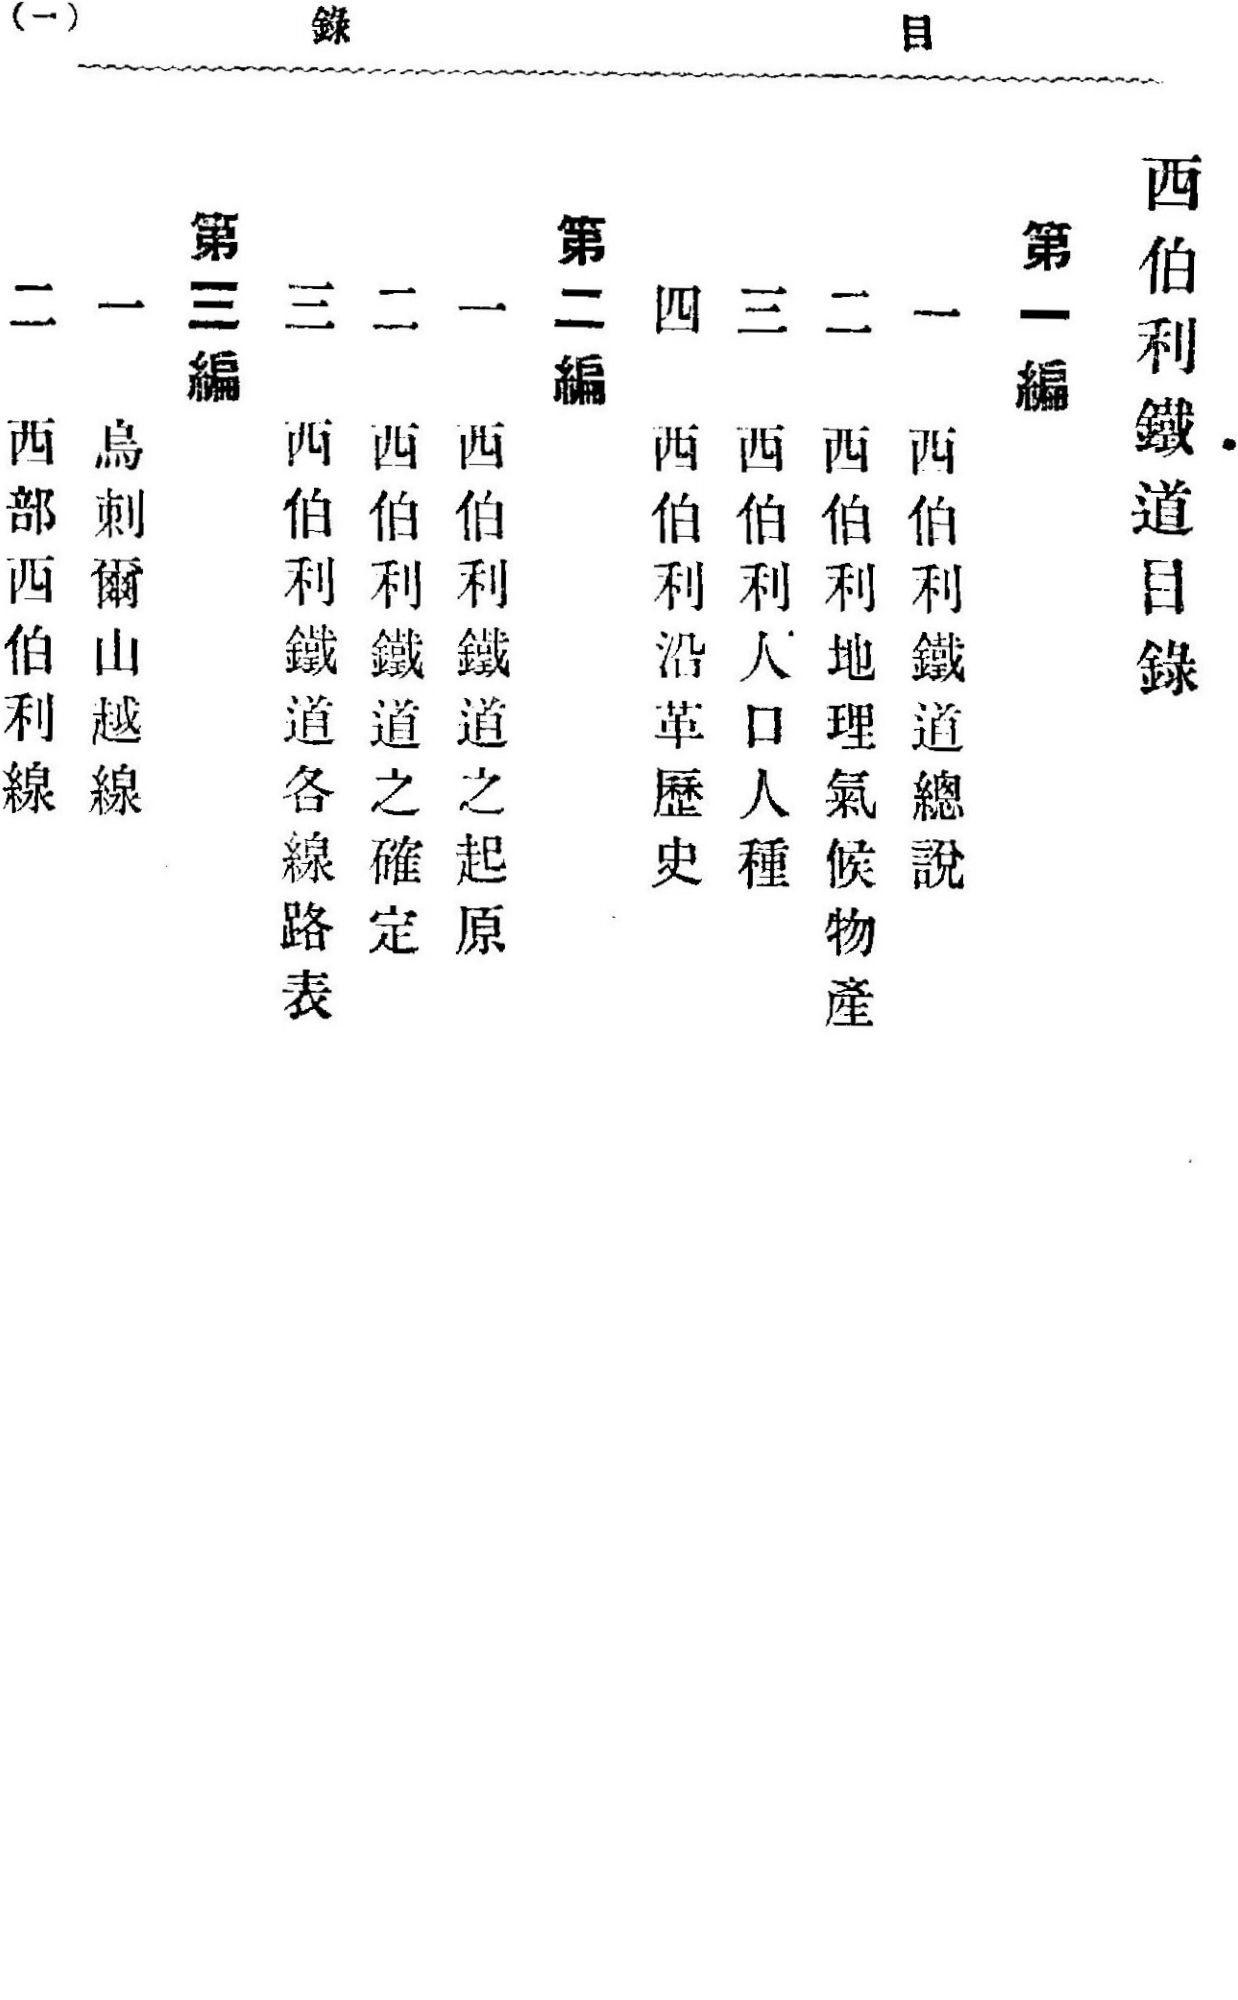 目 錄 (一)
西伯利鐵道目錄
第一編
一 西伯利鐵道總說
二 西伯利地理氣候物產
三 西伯利人口人種
四 西伯利沿革歷史
第二編
一 西伯利鐵道之起原
二 西伯利鐵道之確定
三 西伯利鐵道各線路表
第三編
一 烏刺爾山越線
二 西部西伯利線